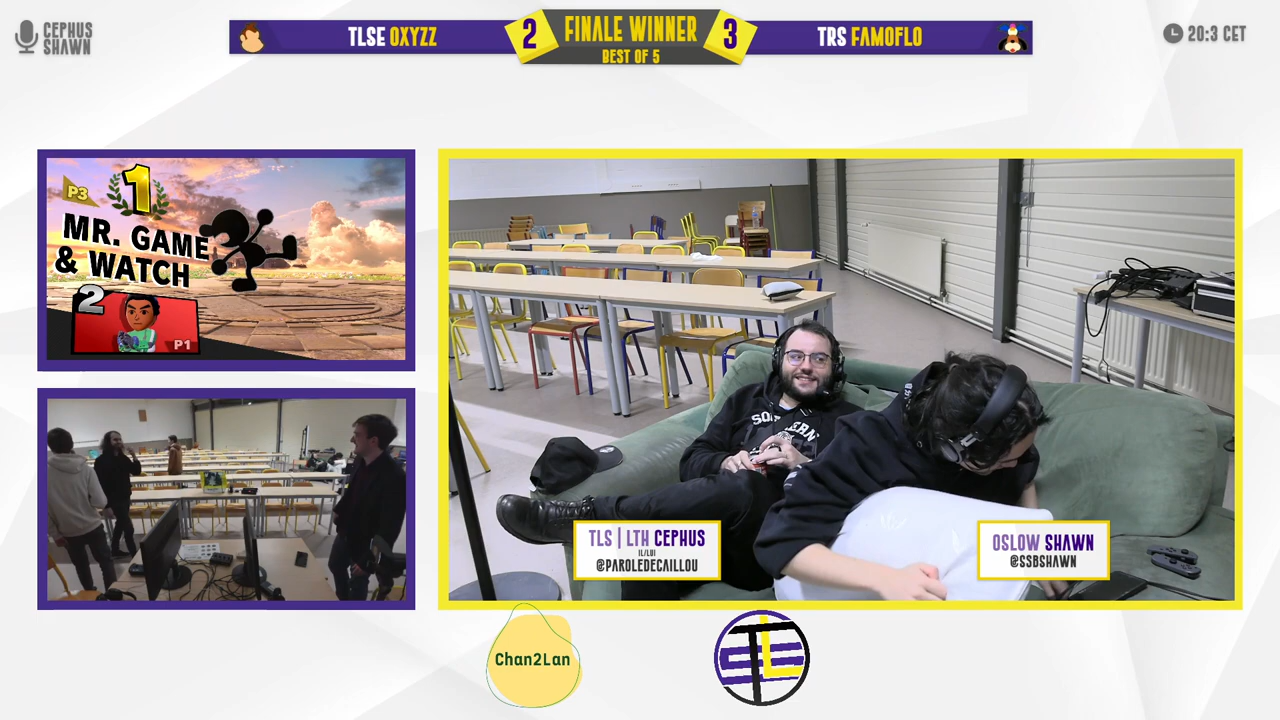 CEPHUS
SHAWN
TLSE OXYZZ
2
FINALE WINNER
BEST OF 5
3
TRS FAMOFLO
20:3 CET
P3
1
MR. GAME
& WATCH
2
P1
TLS | LTH CEPHUS
IL/LUI
@PAROLEDECAILLOU
OSLOW SHAWN
@SSBSHAWN
Chan2Lan